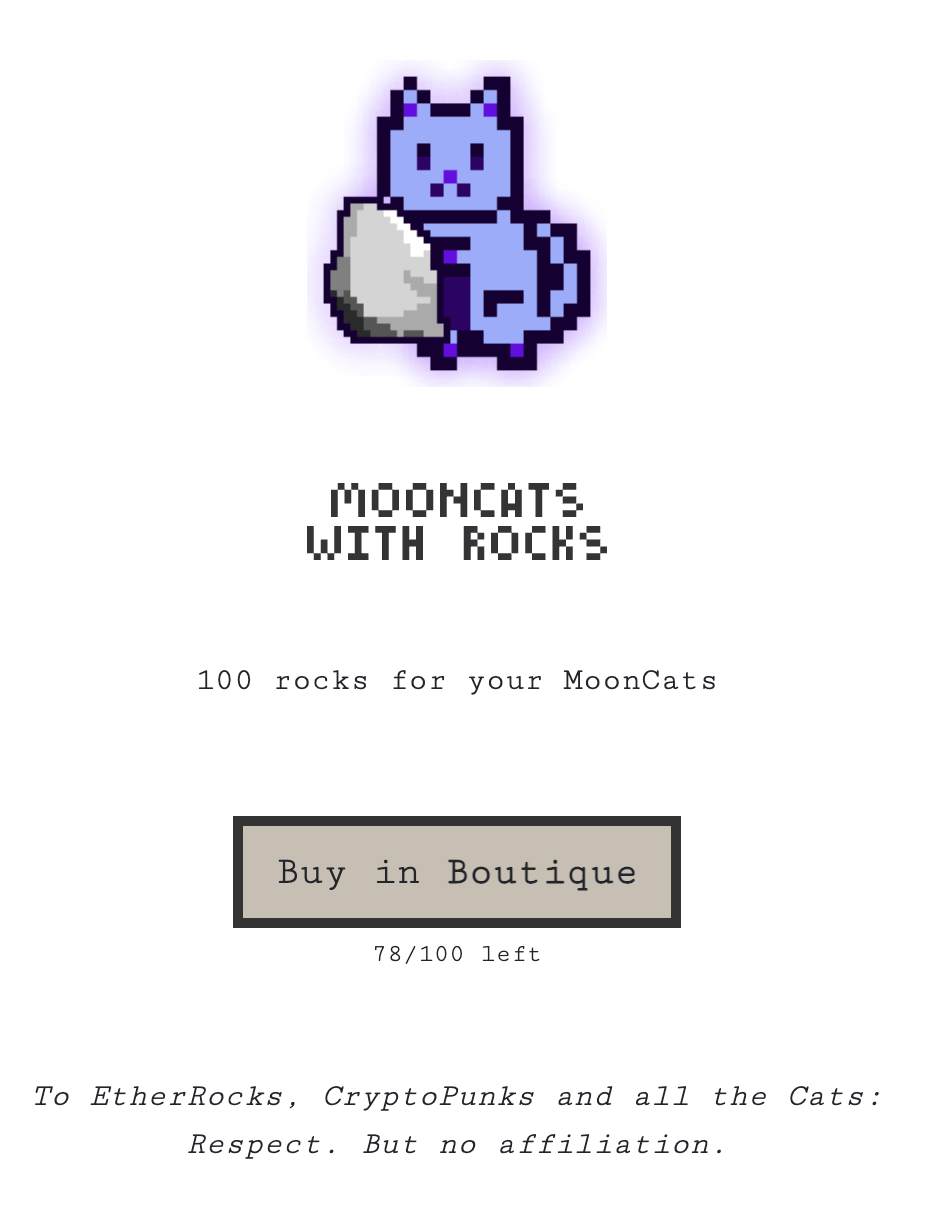 MOONCATS
WITH ROCKS
100 rocks for your MoonCats
Buy in Boutique
78/100 left
To EtherRocks, CryptoPunks and all the Cats:
Respect. But no affiliation.